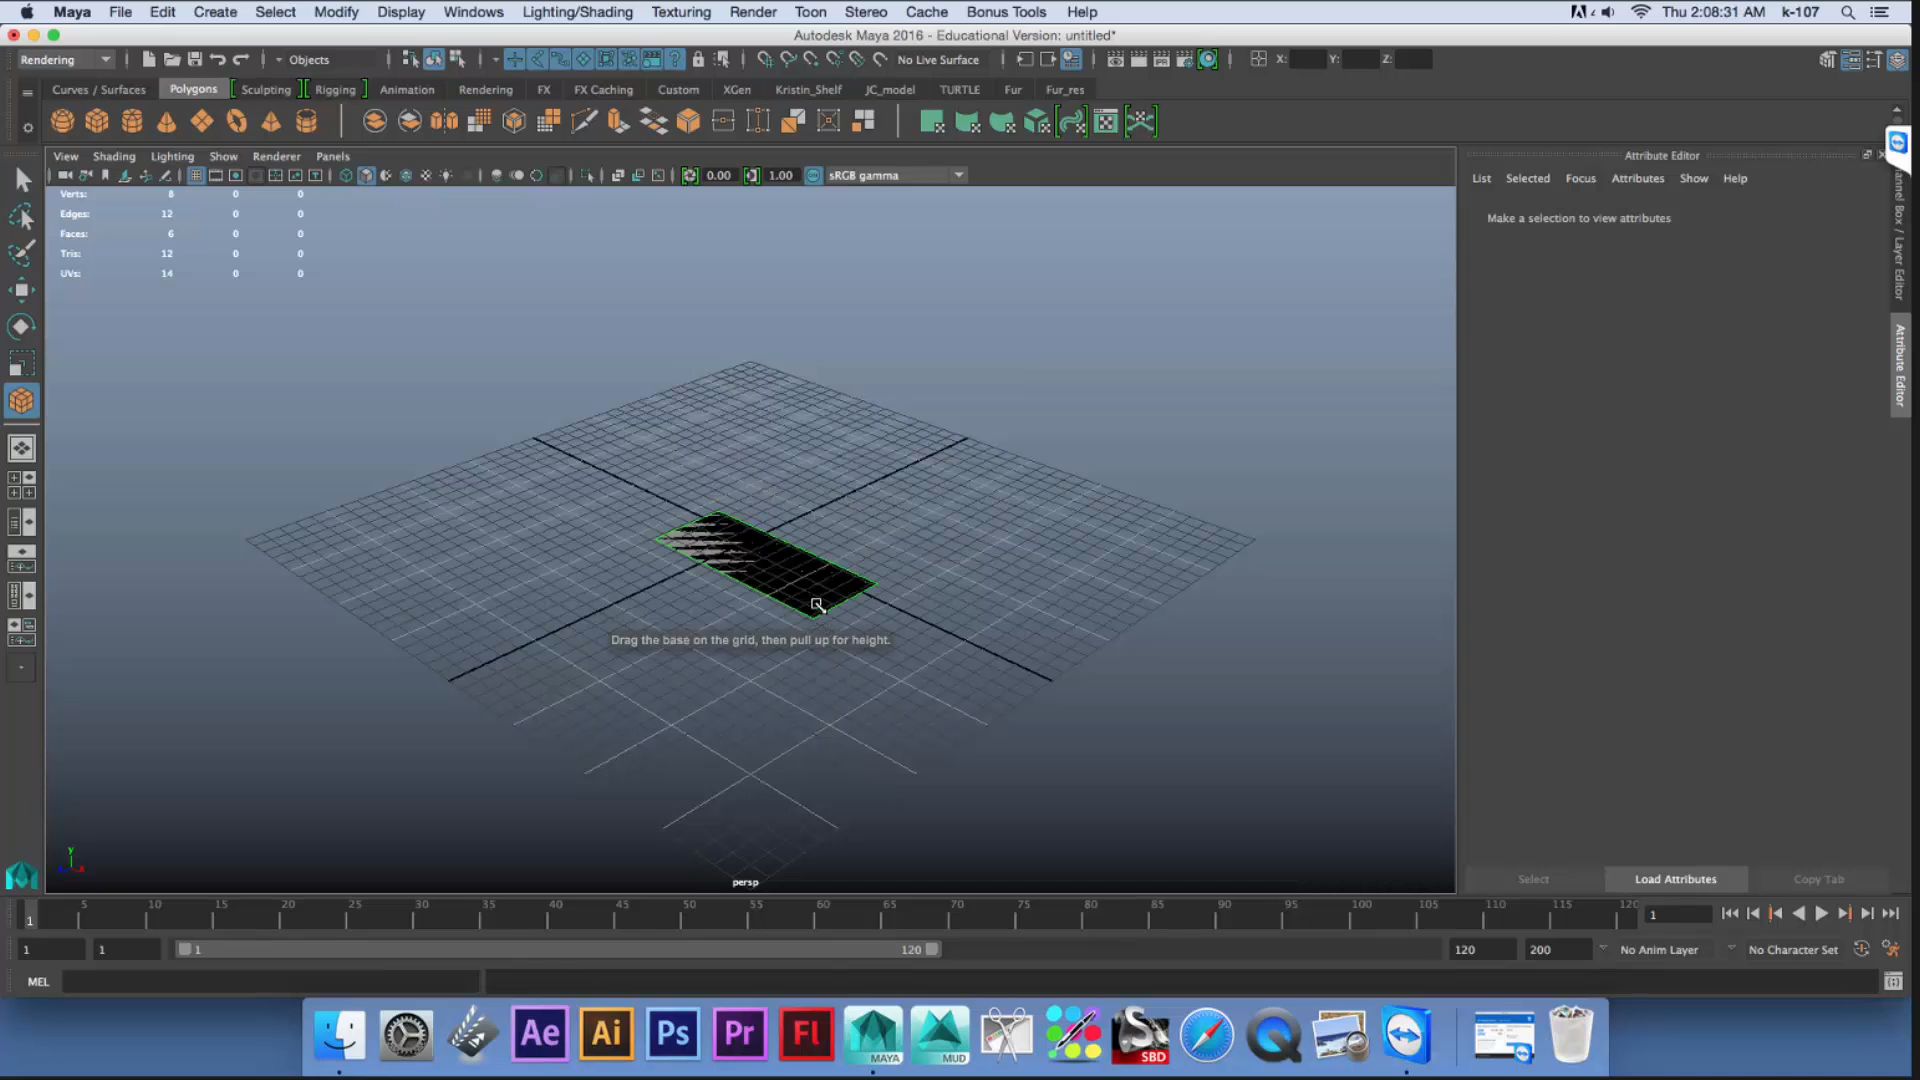 Maya File Edit Create Select Modify Display Windows Lighting/Shading Texturing Render Toon Stereo Cache Bonus Tools Help Thu 2:08:31 AM k-107
Autodesk Maya 2016 - Educational Version: untitled*
Rendering Objects No Live Surface X: Y: Z:
Curves / Surfaces Polygons Sculpting Rigging Animation Rendering FX FX Caching Custom XGen Kristin_Shelf JC_model TURTLE Fur Fur_res
View Shading Lighting Show Renderer Panels
Attribute Editor
0.00 1.00 sRGB gamma
List Selected Focus Attributes Show Help
Verts: 8 0 0
Edges: 12 0 0
Faces: 6 0 0
Tris: 12 0 0
UVs: 14 0 0
Make a selection to view attributes
Box / Layer Editor
Attribute Editor
Drag the base on the grid, then pull up for height.
y
persp
Select Load Attributes Copy Tab
1 5 10 15 20 25 30 35 40 45 50 55 60 65 70 75 80 85 90 95 100 105 110 115 120 1
1 1 1 120 120 200 No Anim Layer No Character Set
MEL
Ae Ai Ps Pr Fl MAYA MUD SBD